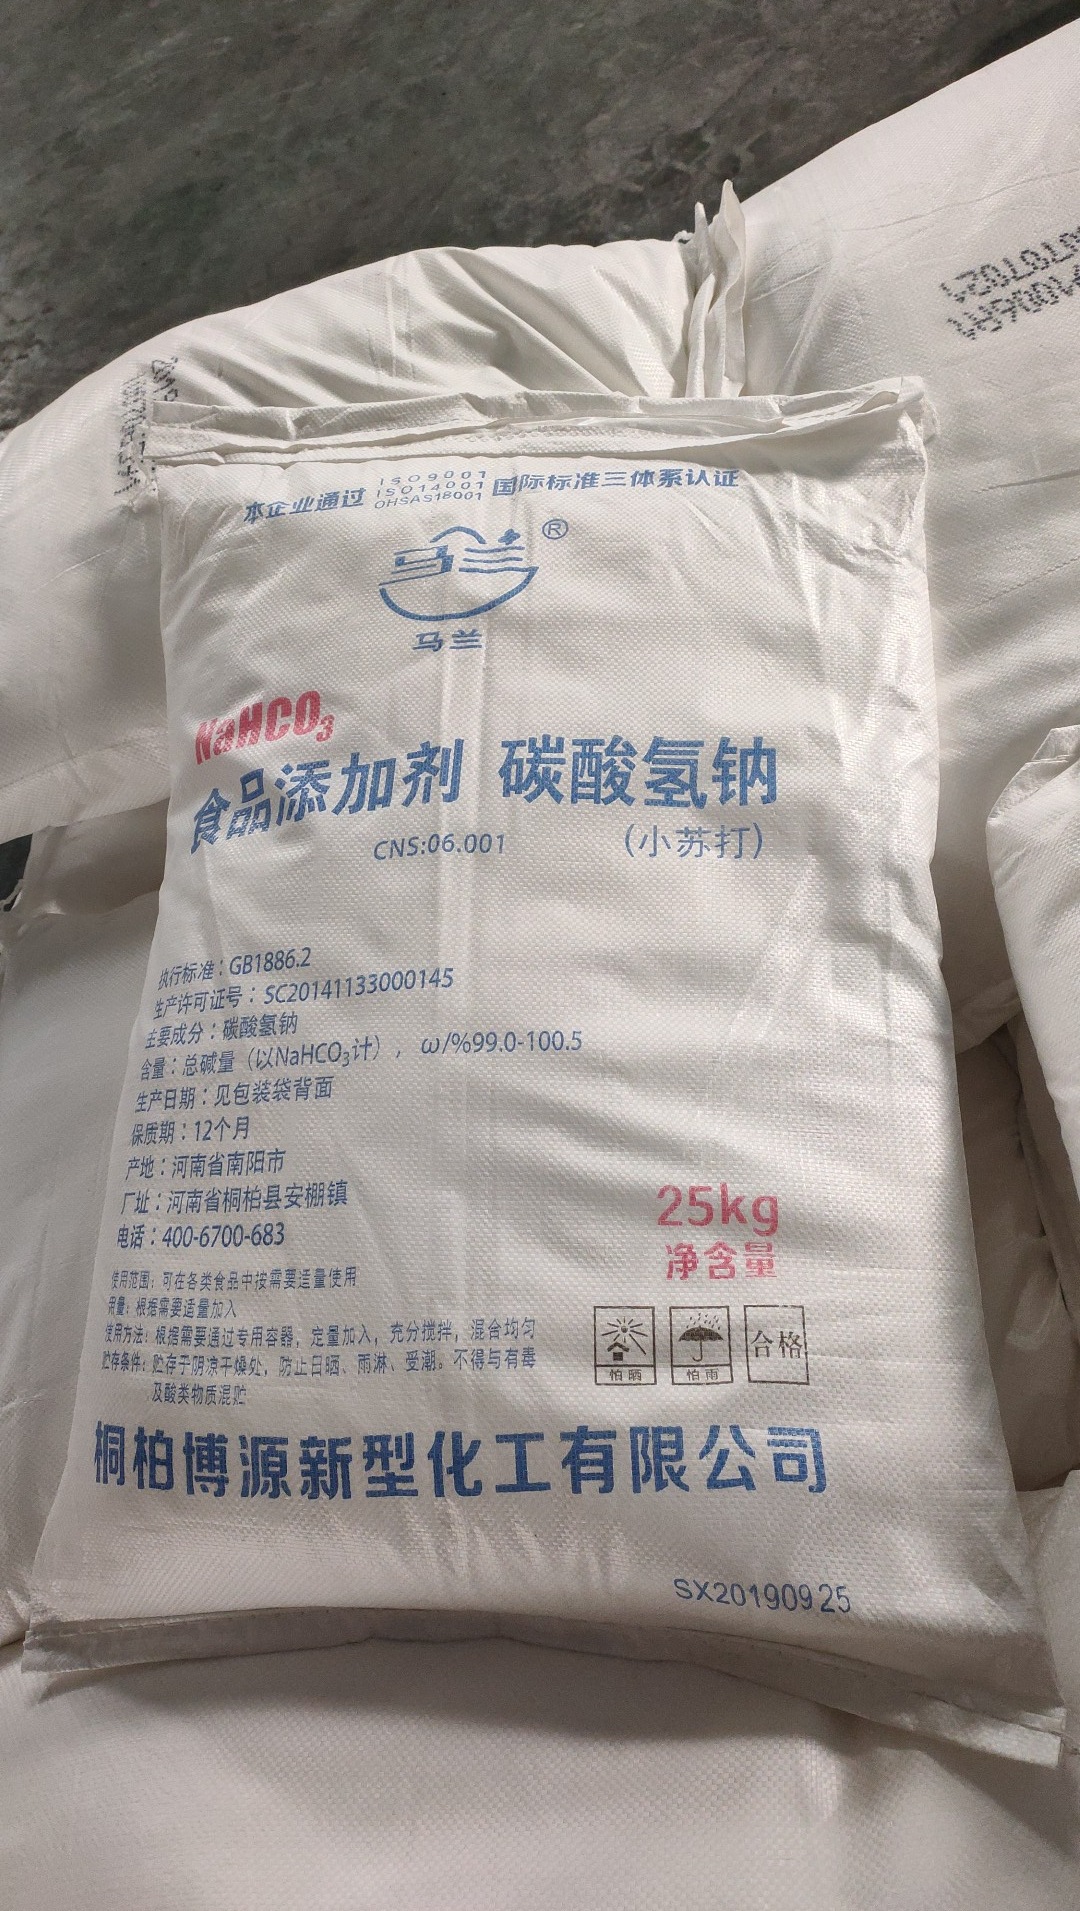 本企业通过 ISO9001 ISO14001 OHSAS18001 国际标准三体系认证
马兰 ®
马兰
NaHCO₃
食品添加剂 碳酸氢钠
CNS:06.001 (小苏打)
执行标准：GB1886.2
生产许可证号：SC20141133000145
主要成分：碳酸氢钠
含量：总碱量（以NaHCO₃计），ω/%99.0-100.5
生产日期：见包装袋背面
保质期：12个月
产地：河南省南阳市
厂址：河南省桐柏县安棚镇
电话：400-6700-683
25kg
净含量
使用范围：可在各类食品中按需要适量使用
用量：根据需要适量加入
使用方法：根据需要通过专用容器，定量加入，充分搅拌，混合均匀
贮存条件：贮存于阴凉干燥处，防止日晒、雨淋、受潮。不得与有毒
及酸类物质混贮
怕晒 怕雨 合格
桐柏博源新型化工有限公司
SX20190925